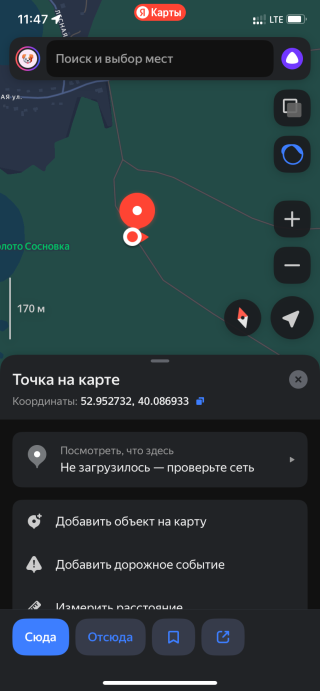 11:47
Я Карты
LTE
ЛЕСНАЯ
Поиск и выбор мест
АЯ ул.
олото Сосновка
170 м
Точка на карте
Координаты: 52.952732, 40.086933
Посмотреть, что здесь
Не загрузилось — проверьте сеть
Добавить объект на карту
Добавить дорожное событие
Измерить расстояние
Сюда
Отсюда